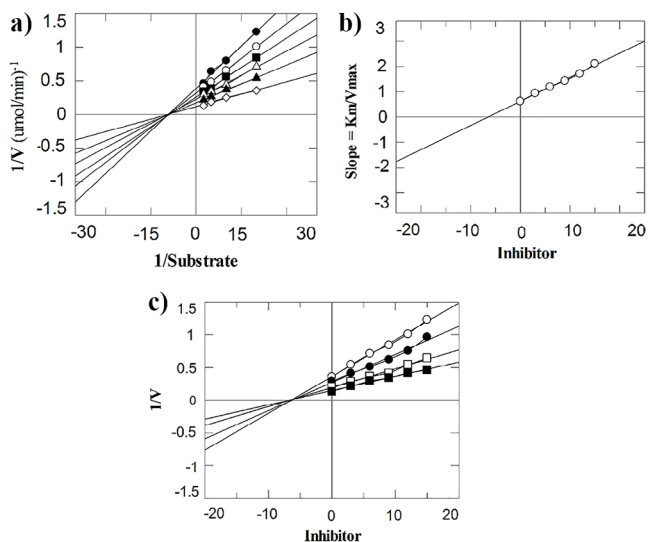 a)
1.5
1
0.5
0
-0.5
-1
-1.5
1/V (umol/min)-1
-30 -15 0 15 30
1/Substrate
b)
3
2
1
0
-1
-2
-3
Slope = Km/Vmax
-20 -10 0 10 20
Inhibitor
c)
1.5
1
0.5
0
-0.5
-1
-1.5
1/V
-20 -10 0 10 20
Inhibitor